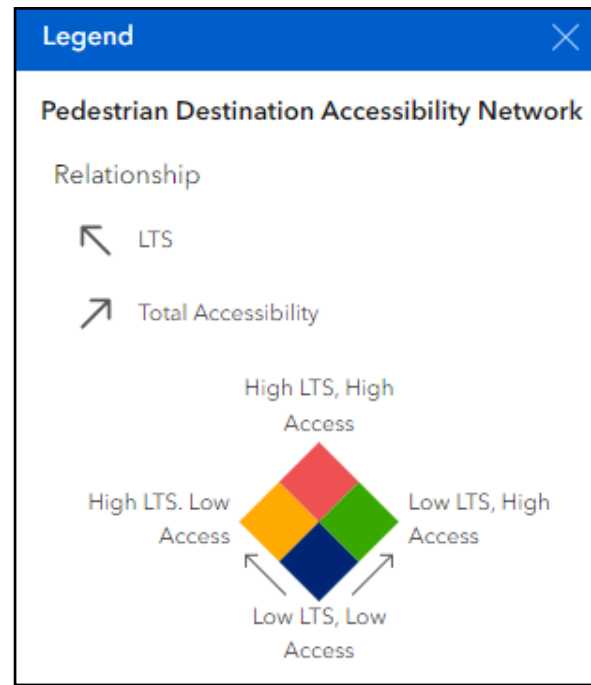 Legend
Pedestrian Destination Accessibility Network
Relationship
LTS
Total Accessibility
High LTS, High
Access
High LTS. Low
Access
Low LTS, High
Access
Low LTS, Low
Access